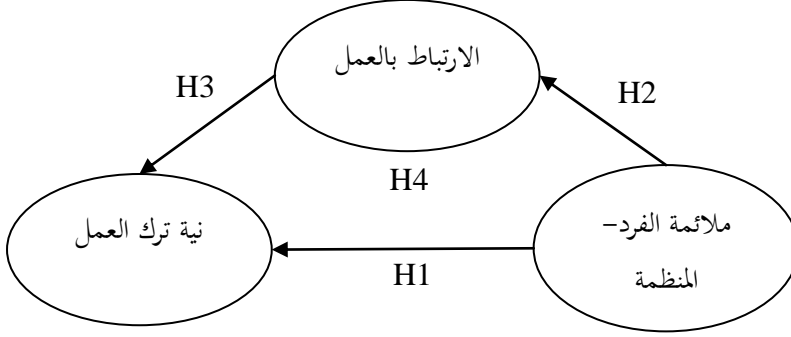 الارتباط بالعمل
H3
H2
H4
نية ترك العمل
ملائمة الفرد–
المنظمة
H1